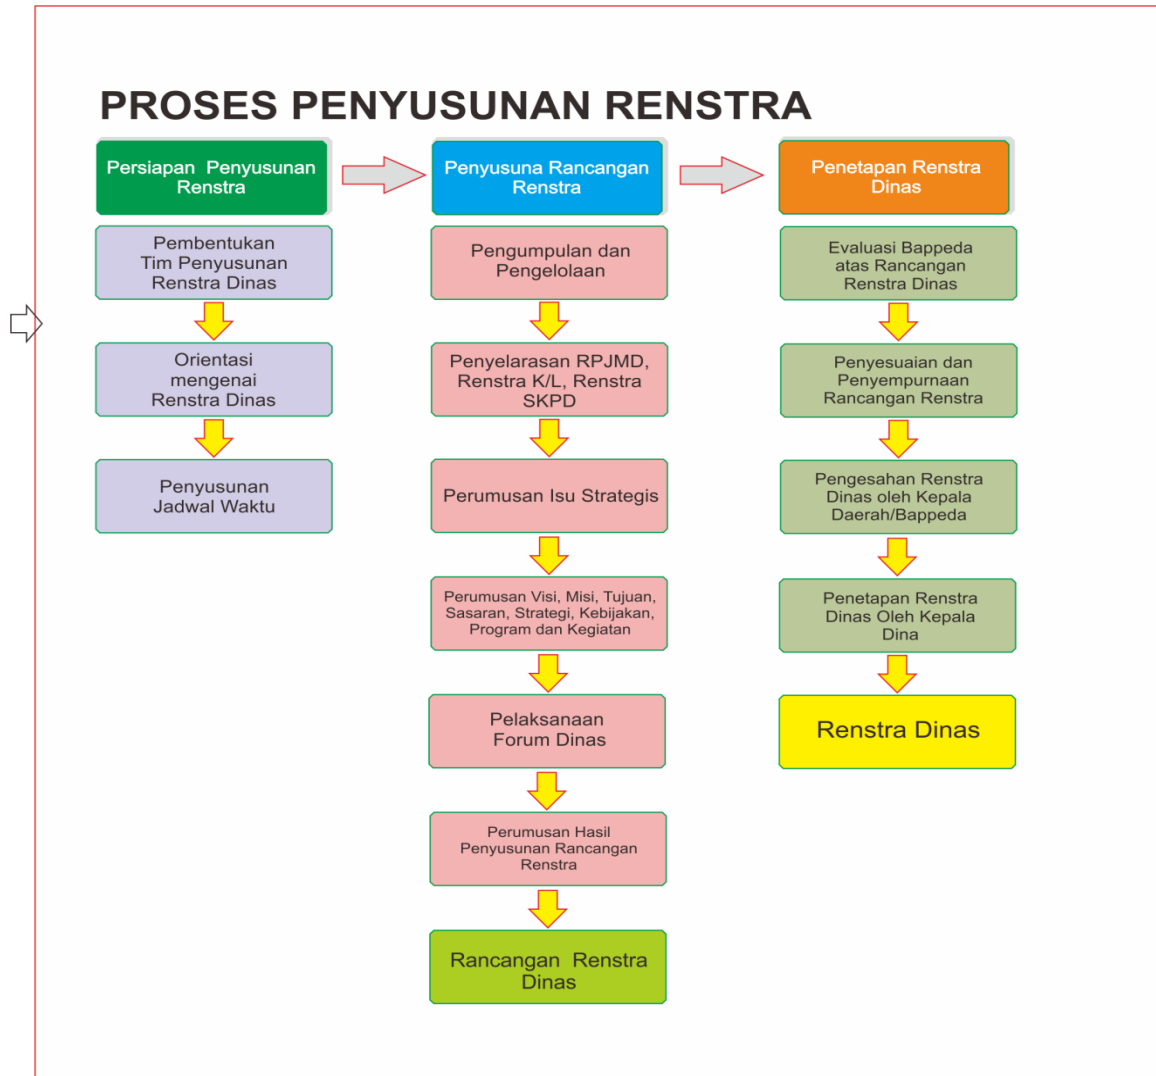 PROSES PENYUSUNAN RENSTRA
Persiapan Penyusunan
Renstra
Pembentukan
Tim Penyusunan
Renstra Dinas
Orientasi
mengenai
Renstra Dinas
Penyusunan
Jadwal Waktu
Penyusuna Rancangan
Renstra
Pengumpulan dan
Pengelolaan
Penyelarasan RPJMD,
Renstra K/L, Renstra
SKPD
Perumusan Isu Strategis
Perumusan Visi, Misi, Tujuan,
Sasaran, Strategi, Kebijakan,
Program dan Kegiatan
Pelaksanaan
Forum Dinas
Perumusan Hasil
Penyusunan Rancangan
Renstra
Rancangan Renstra
Dinas
Penetapan Renstra
Dinas
Evaluasi Bappeda
atas Rancangan
Renstra Dinas
Penyesuaian dan
Penyempurnaan
Rancangan Renstra
Pengesahan Renstra
Dinas oleh Kepala
Daerah/Bappeda
Penetapan Renstra
Dinas Oleh Kepala
Dina
Renstra Dinas